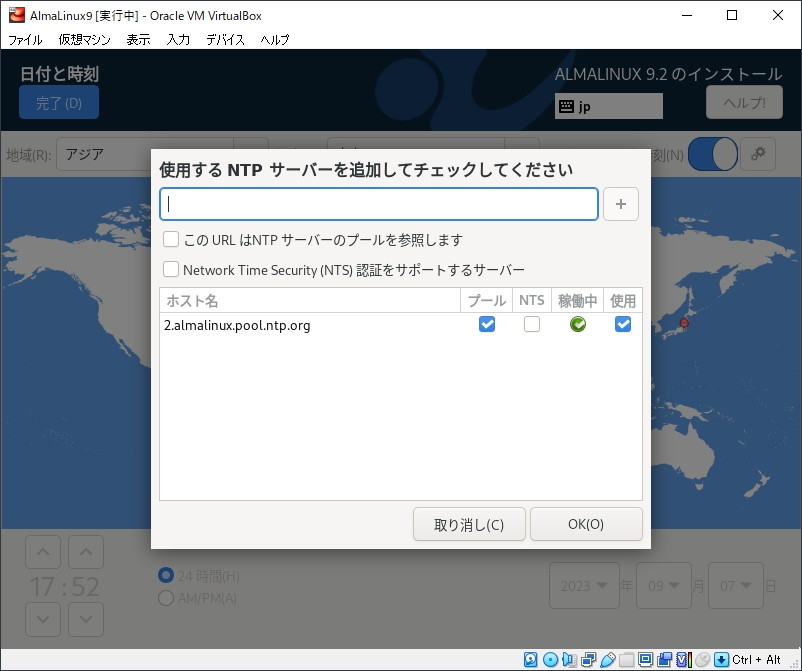 AlmaLinux9 [実行中] - Oracle VM VirtualBox
ファイル 仮想マシン 表示 入力 デバイス ヘルプ
日付と時刻
ALMALINUX 9.2 のインストール
完了(D)
jp
ヘルプ!
地域(R):
アジア
刻(N)
使用する NTP サーバーを追加してチェックしてください
+
この URL はNTP サーバーのプールを参照します
Network Time Security (NTS) 認証をサポートするサーバー
ホスト名 プール NTS 稼働中 使用
2.almalinux.pool.ntp.org
取り消し(C) OK(O)
17:52
24 時間(H)
AM/PM(A)
2023 年 09 月 07 日
Ctrl + Alt